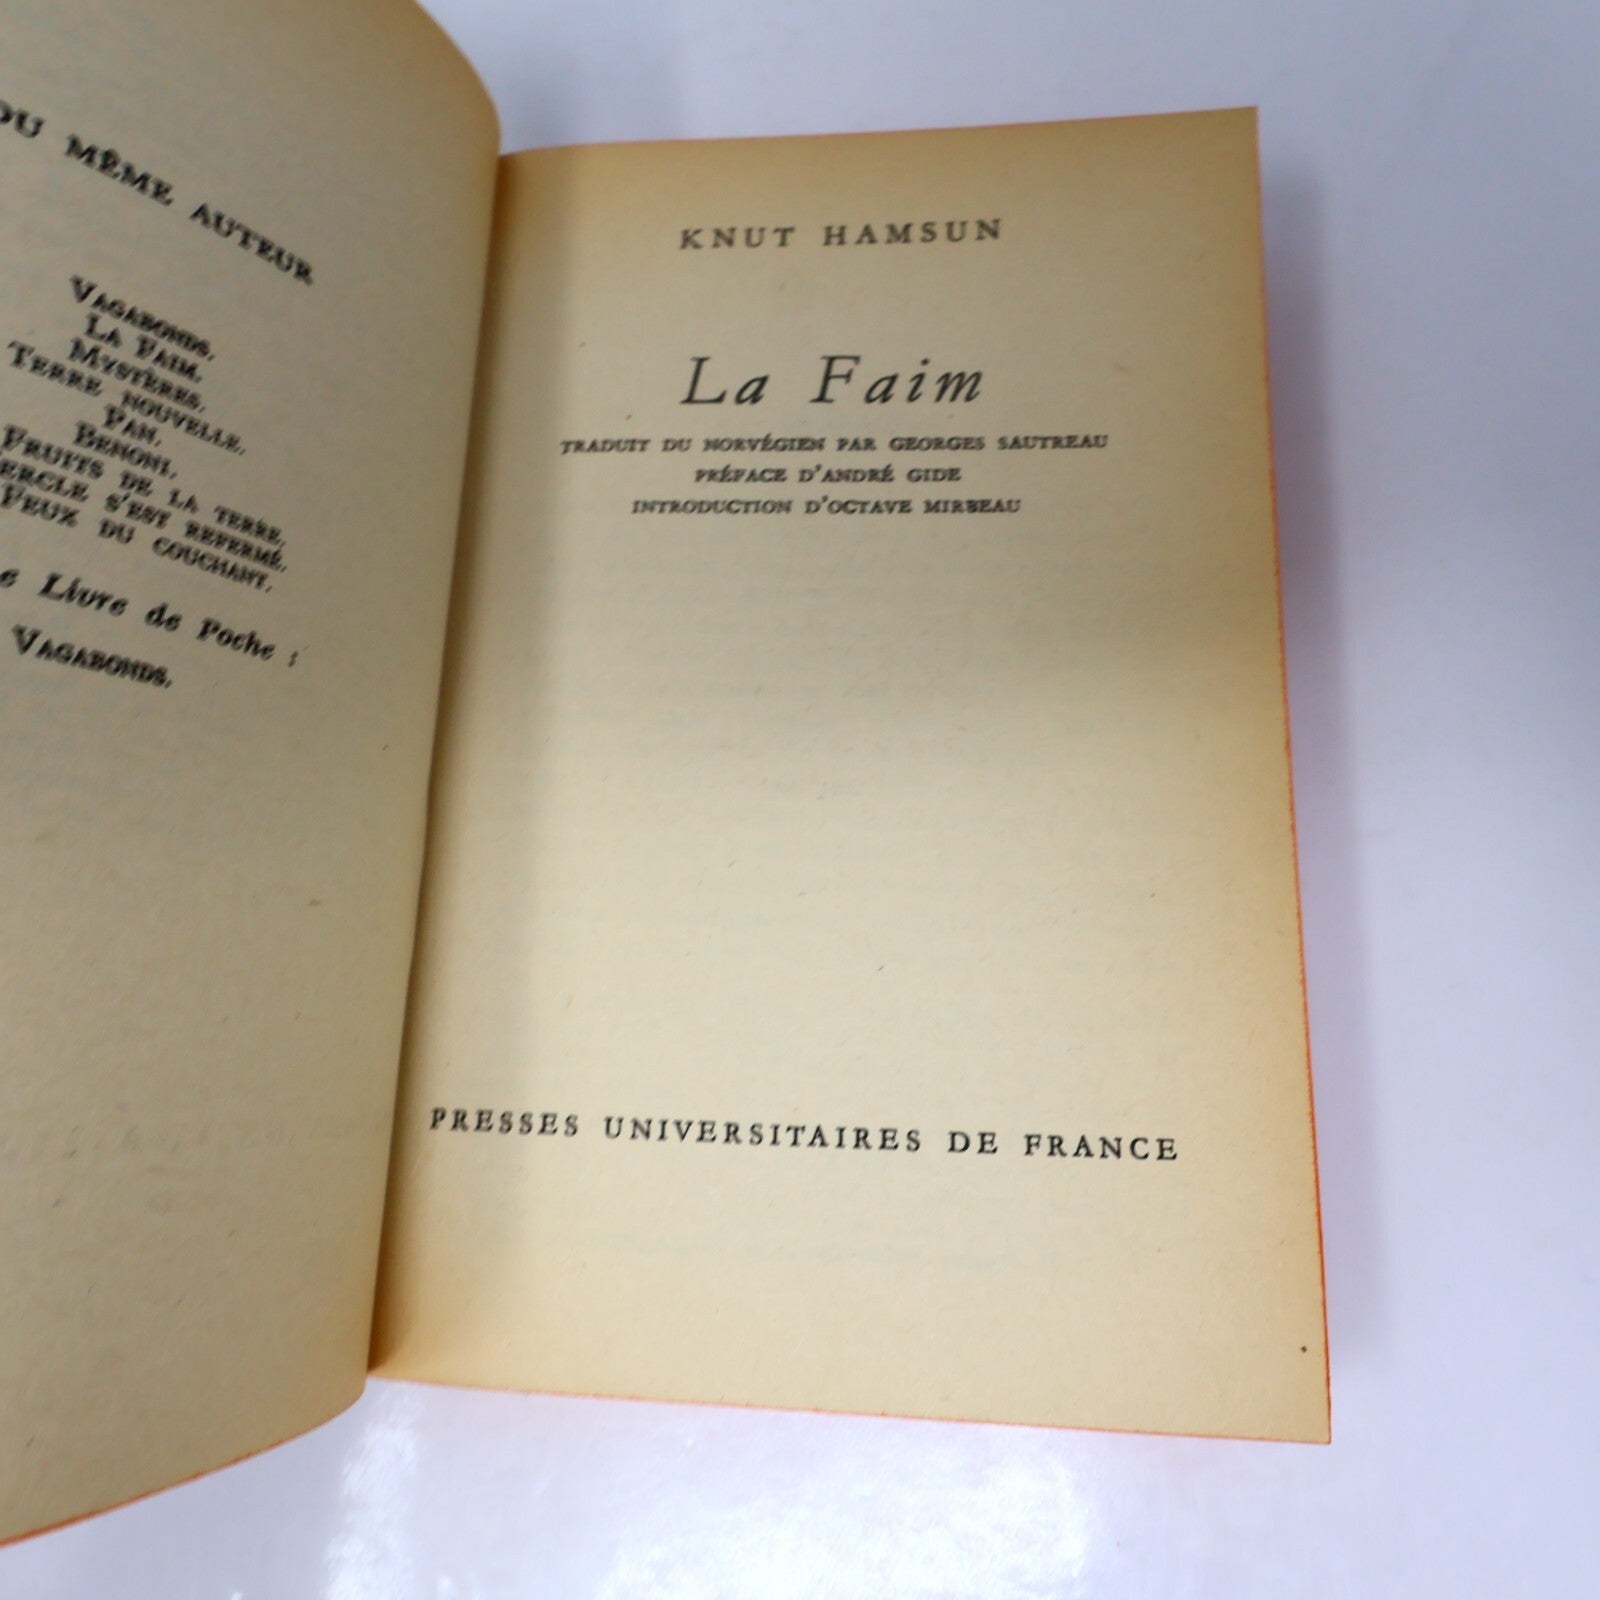 DU MÊME AUTEUR
VAGABONDS.
LA FAIM.
MYSTÈRES.
TERRE NOUVELLE.
PAN.
BENONI.
FRUITS DE LA TERRE.
S'EST REFERMÉ.
FEUX DU COUCHANT.
Livre de Poche :
VAGABONDS.
KNUT HAMSUN
La Faim
TRADUIT DU NORVÉGIEN PAR GEORGES SAUTREAU
PRÉFACE D'ANDRÉ GIDE
INTRODUCTION D'OCTAVE MIRBEAU
PRESSES UNIVERSITAIRES DE FRANCE